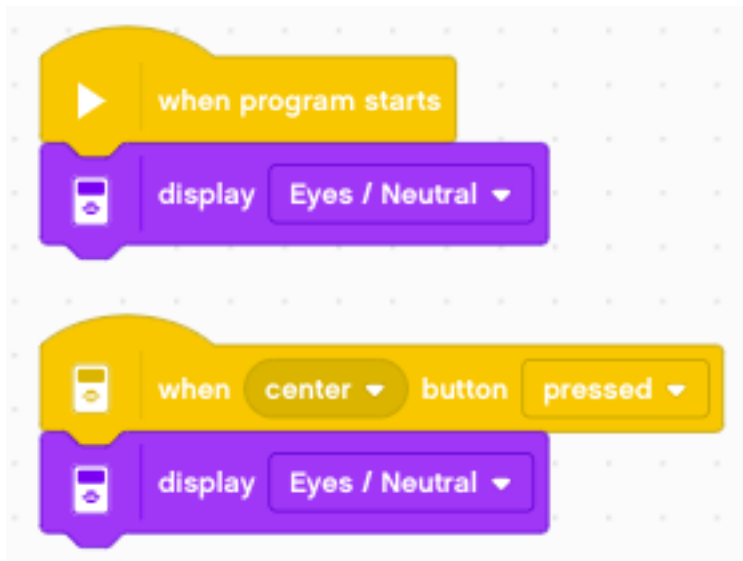 when program starts
display Eyes / Neutral
when center button pressed
display Eyes / Neutral